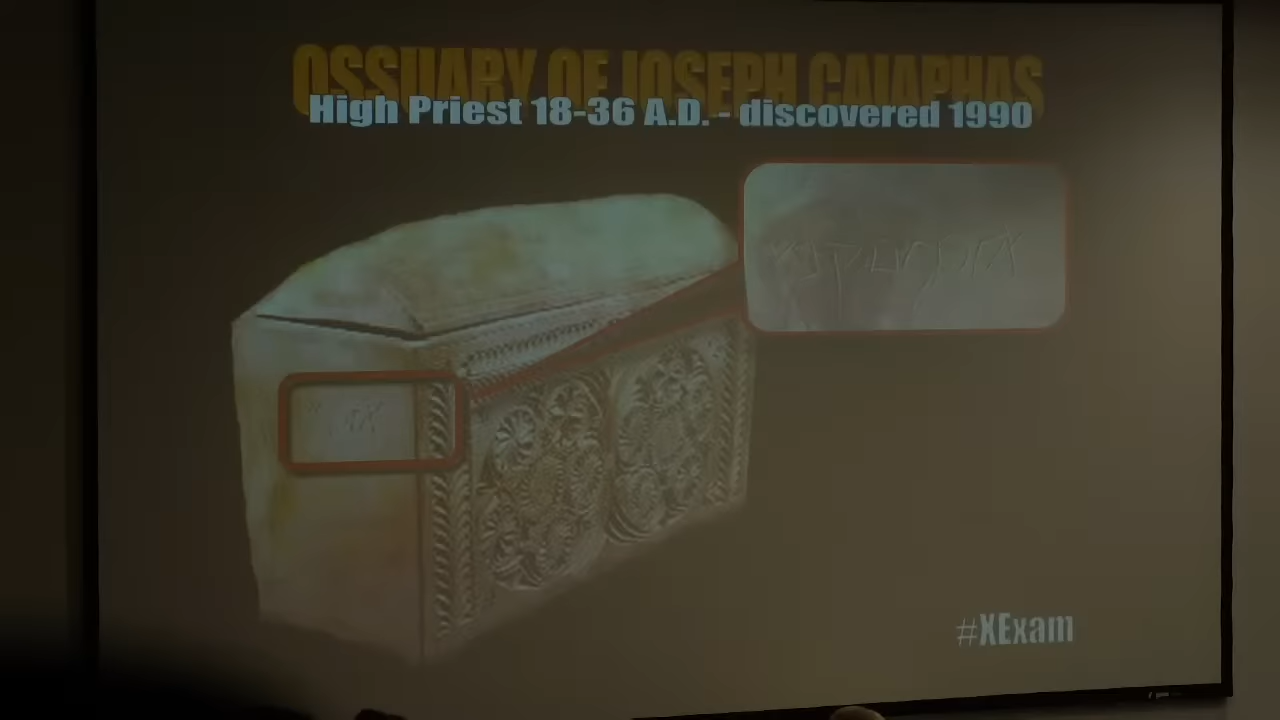 OSSUARY OF JOSEPH CAIAPHAS
High Priest 18-36 A.D. - discovered 1990
#XExam